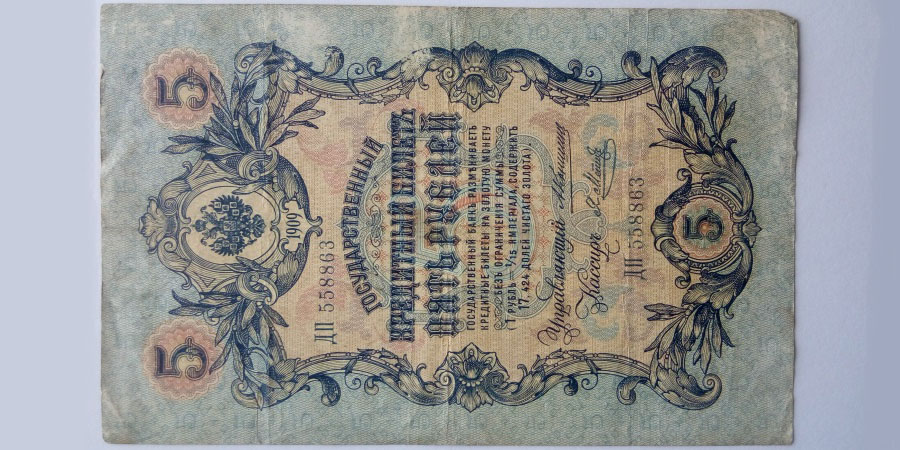 5 5
1909
ДП 558863
ГОСУДАРСТВЕННЫЙ
КРЕДИТНЫЙ БИЛЕТЪ
ПЯТЬ РУБЛЕЙ
ГОСУДАРСТВЕННЫЙ БАНКЪ РАЗМѢНИВАЕТЪ
КРЕДИТНЫЕ БИЛЕТЫ НА ЗОЛОТУЮ МОНЕТУ
БЕЗЪ ОГРАНИЧЕНІЯ СУММЫ
(1 РУБЛЬ = 1/15 ИМПЕРІАЛА, СОДЕРЖИТЪ
17,424 ДОЛЕЙ ЧИСТАГО ЗОЛОТА).
Управляющій
Кассиръ
ДП 558863
5